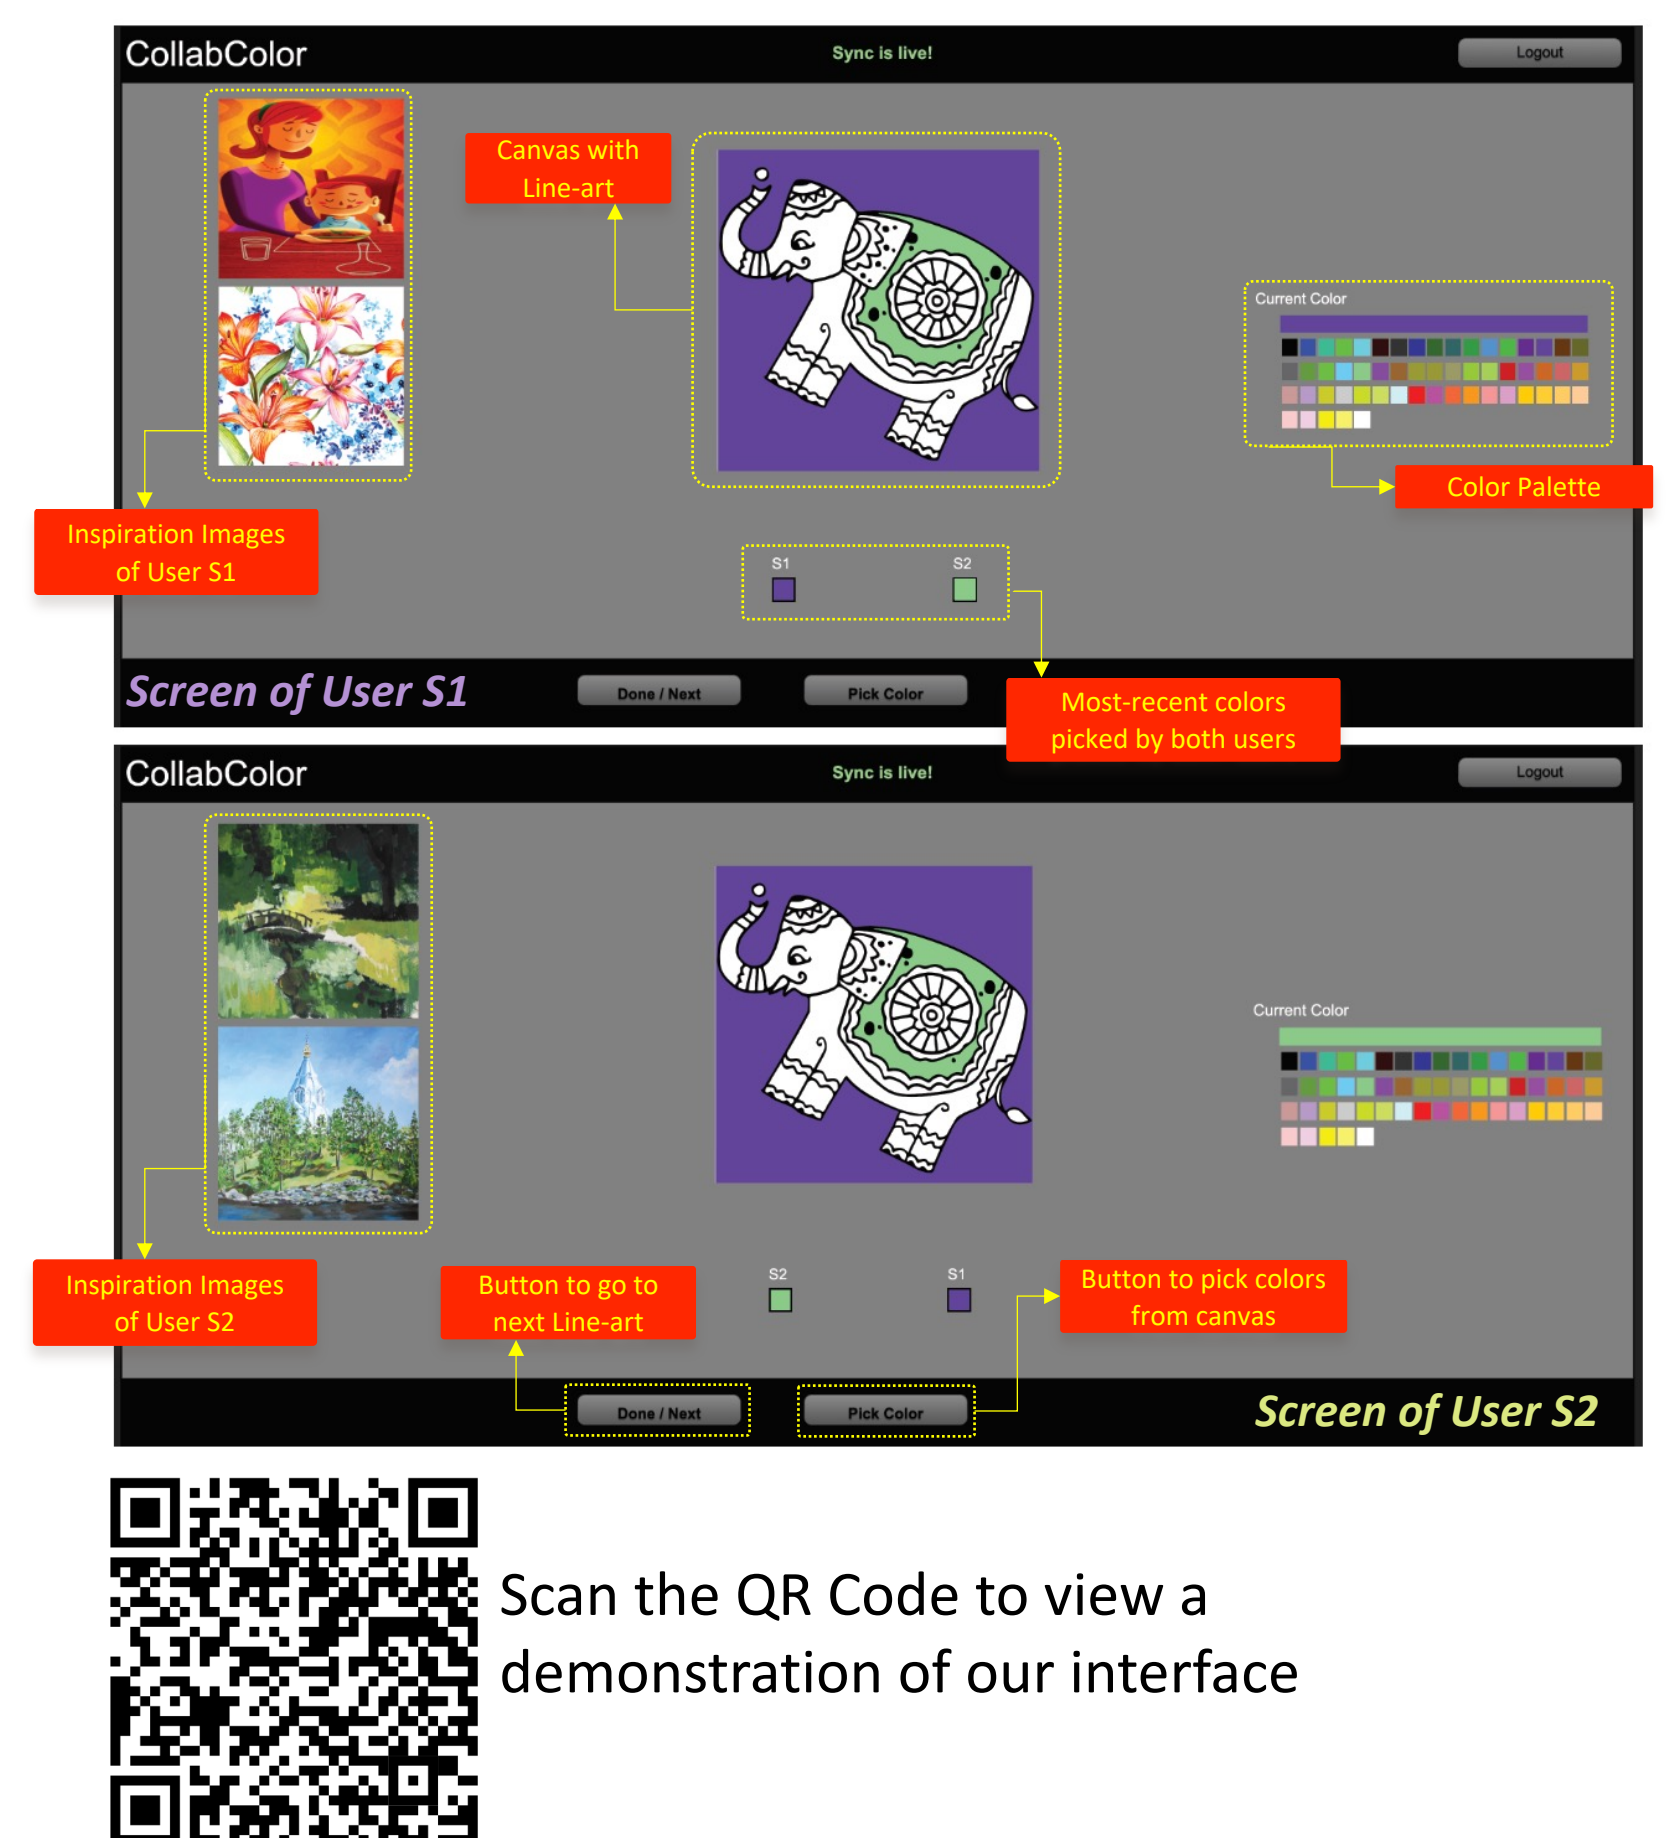 CollabColor
Sync is live!
Logout
Canvas with
Line-art
Current Color
Color Palette
Inspiration Images
of User S1
S1
S2
Screen of User S1
Done / Next
Pick Color
Most-recent colors
picked by both users
CollabColor
Sync is live!
Logout
Current Color
Inspiration Images
of User S2
Button to go to
next Line-art
S2
S1
Button to pick colors
from canvas
Done / Next
Pick Color
Screen of User S2
Scan the QR Code to view a
demonstration of our interface